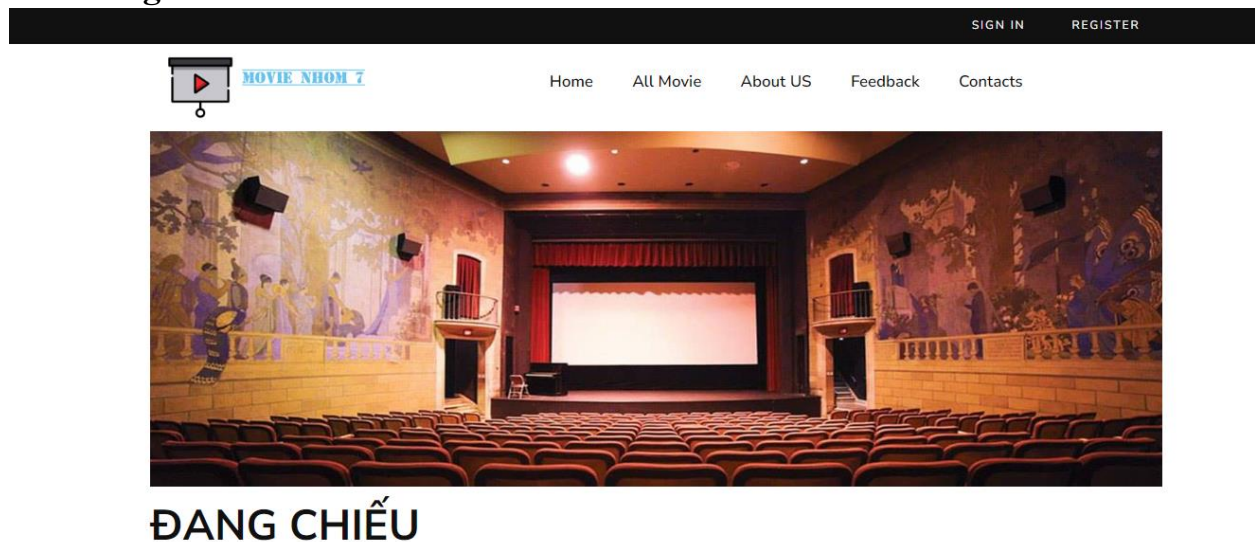 SIGN IN REGISTER
MOVIE NHOM 7
Home All Movie About US Feedback Contacts
ĐANG CHIẾU